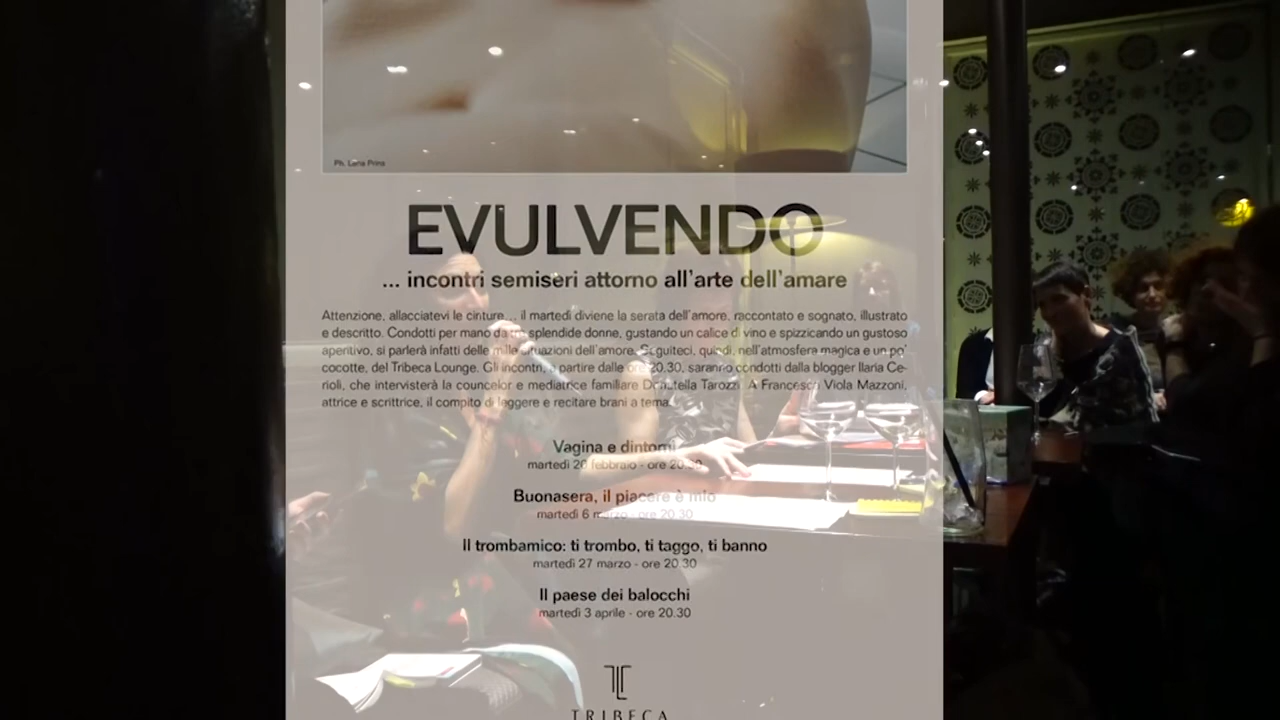 Ph. Lana Prins
EVULVENDO
... incontri semiseri attorno all'arte dell'amare
Attenzione, allacciatevi le cinture... il martedì diviene la serata dell'amore, raccontato e sognato, illustrato
e descritto. Condotti per mano da tre splendide donne, gustando un calice di vino e spizzicando un gustoso
aperitivo, si parlerà infatti delle mille situazioni dell'amore. Seguiteci, quindi, nell'atmosfera magica e un po'
cocotte, del Tribeca Lounge. Gli incontri, a partire dalle ore 20.30, saranno condotti dalla blogger Ilaria Ce-
rioli, che intervisterà la councelor e mediatrice familiare Donatella Tarozzi. A Francesca Viola Mazzoni,
attrice e scrittrice, il compito di leggere e recitare brani a tema.
Vagina e dintorni
martedì 20 febbraio - ore 20.30
Buonasera, il piacere è mio
martedì 6 marzo - ore 20.30
Il trombamico: ti trombo, ti taggo, ti banno
martedì 27 marzo - ore 20.30
Il paese dei balocchi
martedì 3 aprile - ore 20.30
TRIBECA